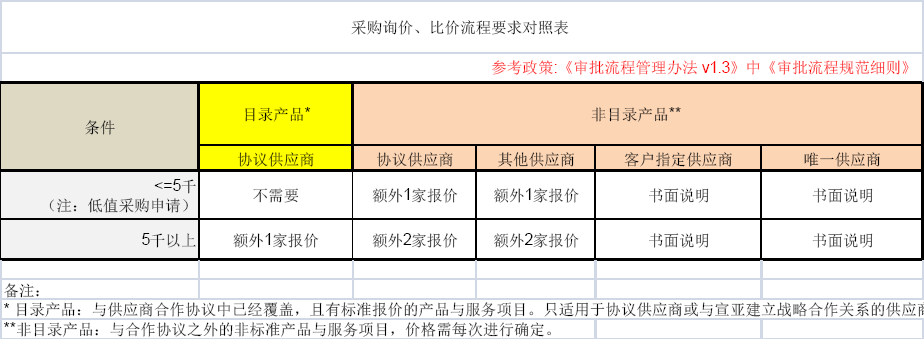 采购询价、比价流程要求对照表
参考政策:《审批流程管理办法 v1.3》中《审批流程规范细则》
条件
目录产品*
非目录产品**
协议供应商
协议供应商
其他供应商
客户指定供应商
唯一供应商
<=5千
（注：低值采购申请）
不需要
额外1家报价
额外1家报价
书面说明
书面说明
5千以上
额外1家报价
额外2家报价
额外2家报价
书面说明
书面说明
备注：
* 目录产品：与供应商合作协议中已经覆盖，且有标准报价的产品与服务项目。只适用于协议供应商或与宣亚建立战略合作关系的供应商
**非目录产品：与合作协议之外的非标准产品与服务项目，价格需每次进行确定。